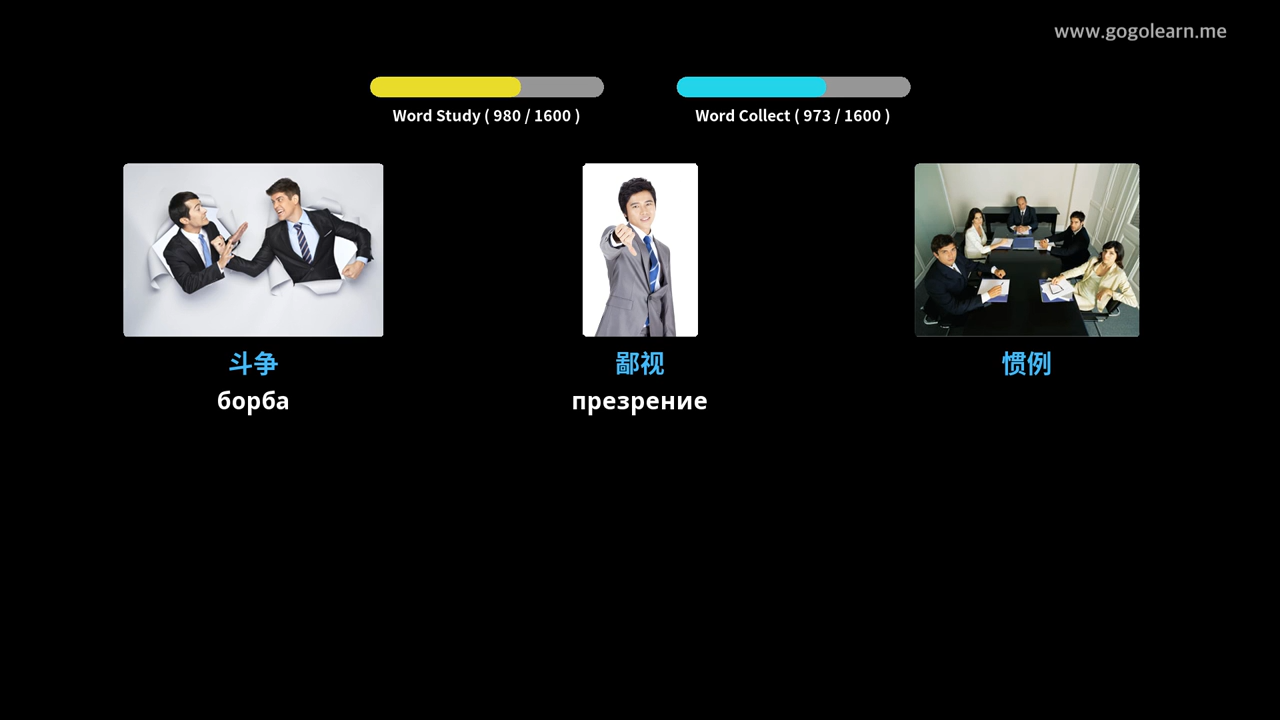 www.gogolearn.me
Word Study ( 980 / 1600 )
Word Collect ( 973 / 1600 )
斗争
鄙视
惯例
борба
презрение